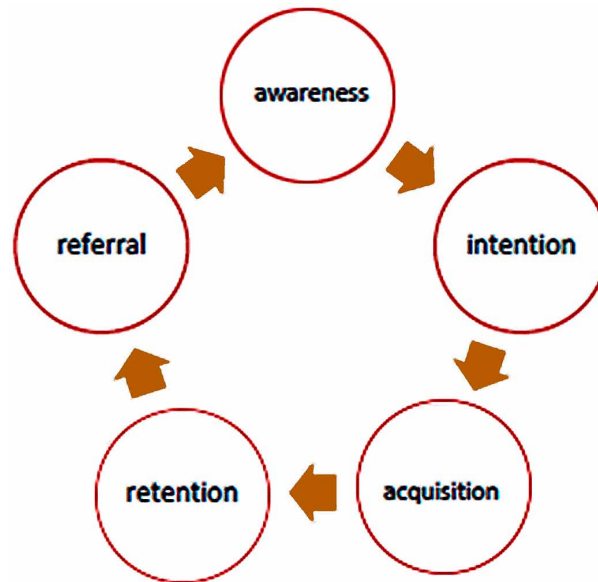 awareness
intention
acquisition
retention
referral